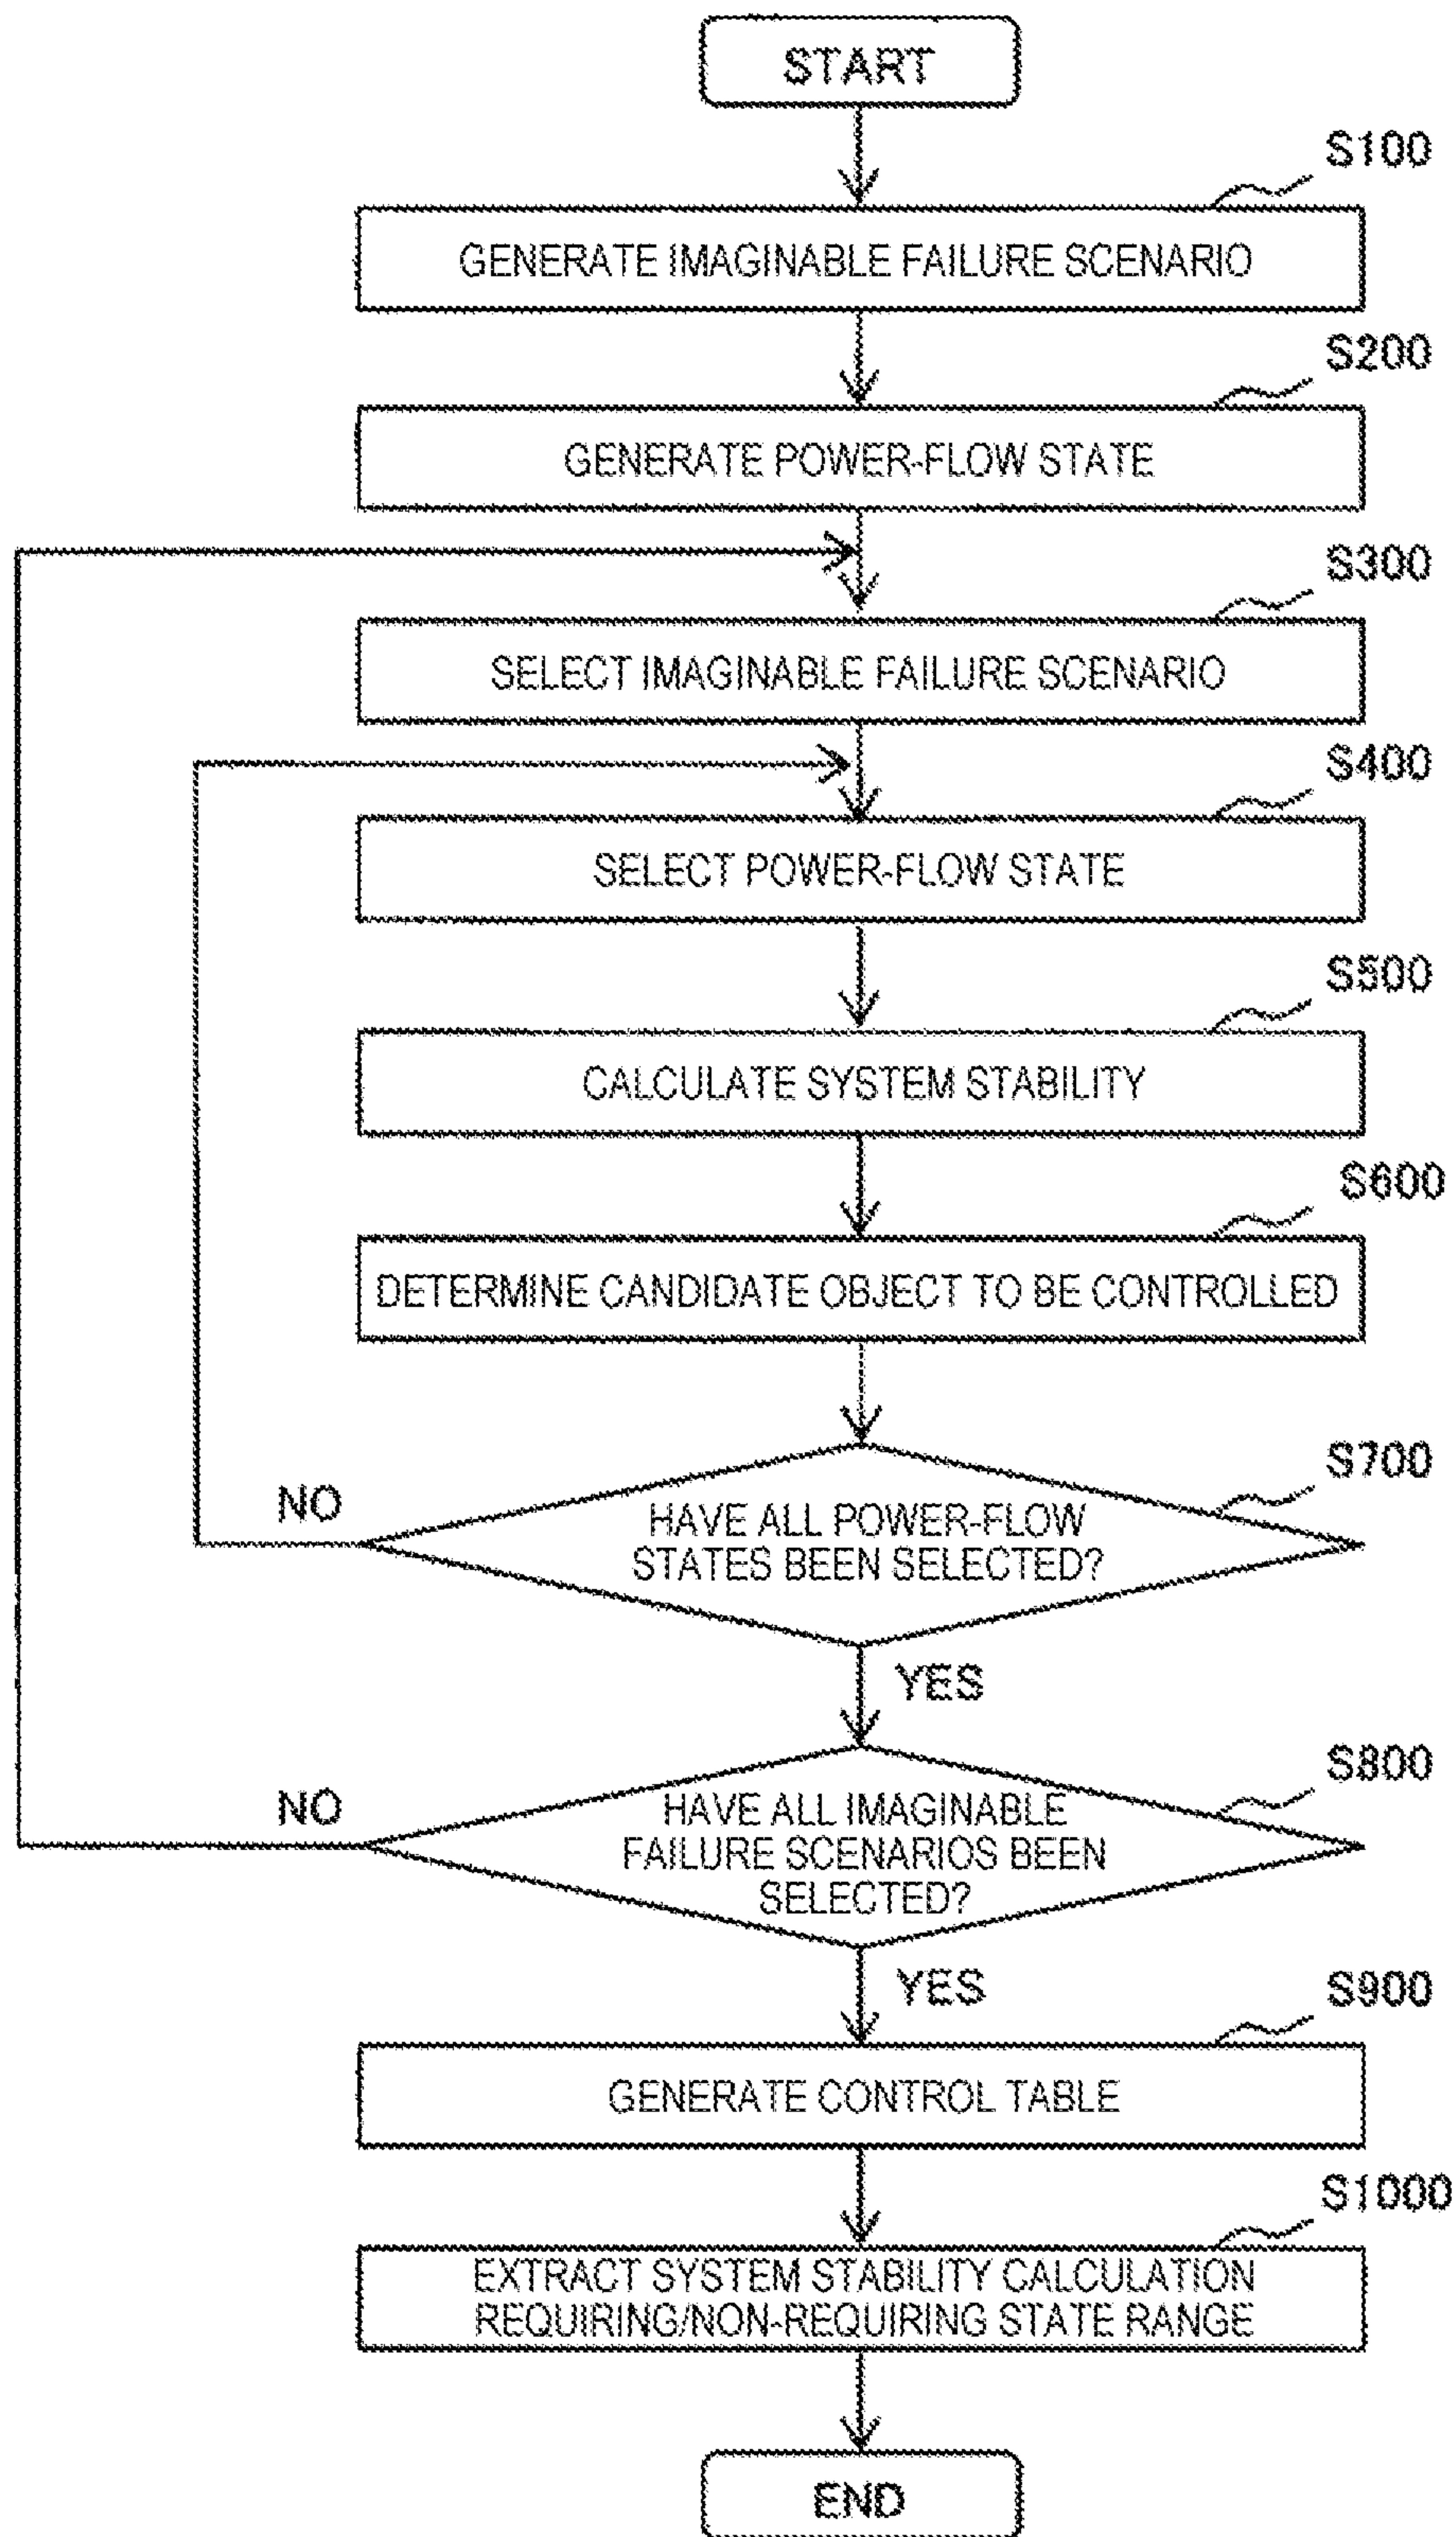 START
S100
GENERATE IMAGINABLE FAILURE SCENARIO
S200
GENERATE POWER-FLOW STATE
S300
SELECT IMAGINABLE FAILURE SCENARIO
S400
SELECT POWER-FLOW STATE
S500
CALCULATE SYSTEM STABILITY
S600
DETERMINE CANDIDATE OBJECT TO BE CONTROLLED
S700
NO
HAVE ALL POWER-FLOW
STATES BEEN SELECTED?
YES
S800
NO
HAVE ALL IMAGINABLE
FAILURE SCENARIOS BEEN
SELECTED?
YES
S900
GENERATE CONTROL TABLE
S1000
EXTRACT SYSTEM STABILITY CALCULATION
REQUIRING/NON-REQUIRING STATE RANGE
END